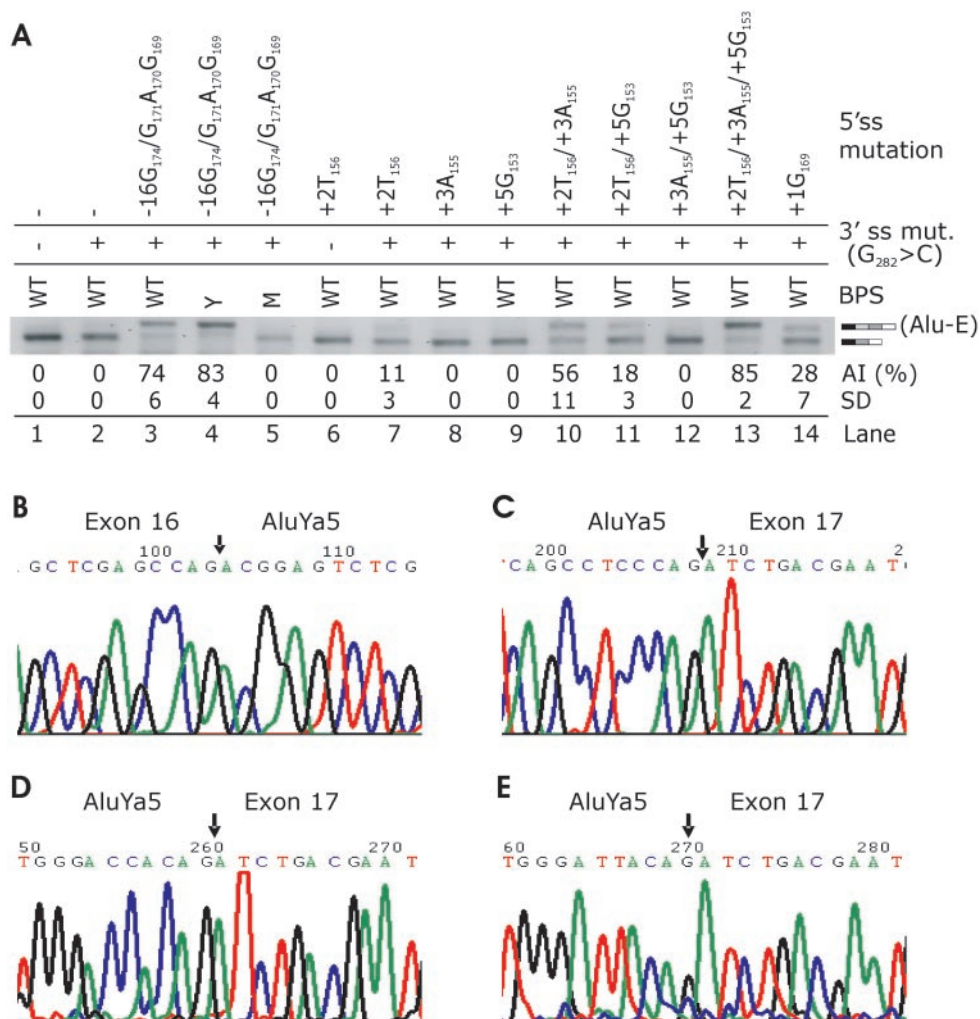 A
-
-
-16G174/G171A170G169
-16G174/G171A170G169
-16G174/G171A170G169
+2T156
+2T156
+3A155
+5G153
+2T156/+3A155
+2T156/+5G153
+3A155/+5G153
+2T156/+3A155/+5G153
+1G169
5'ss
mutation
- + + + + - + + + + + + + +
3' ss mut.
(G282>C)
WT WT WT Y M WT WT WT WT WT WT WT WT WT
BPS
(Alu-E)
0 0 74 83 0 0 11 0 0 56 18 0 85 28 AI (%)
0 0 6 4 0 0 3 0 0 11 3 0 2 7 SD
1 2 3 4 5 6 7 8 9 10 11 12 13 14 Lane
B
Exon 16 AluYa5
100 110
. G C T C G A G C C A G A C G G A G T C T C G
C
AluYa5 Exon 17
200 210 2
C A G C C T C C C A G A T C T G A C G A A T
D
AluYa5 Exon 17
50 260 270
T G G G A C C A C A G A T C T G A C G A A T
E
AluYa5 Exon 17
60 270 280
T G G G A T T A C A G A T C T G A C G A A T